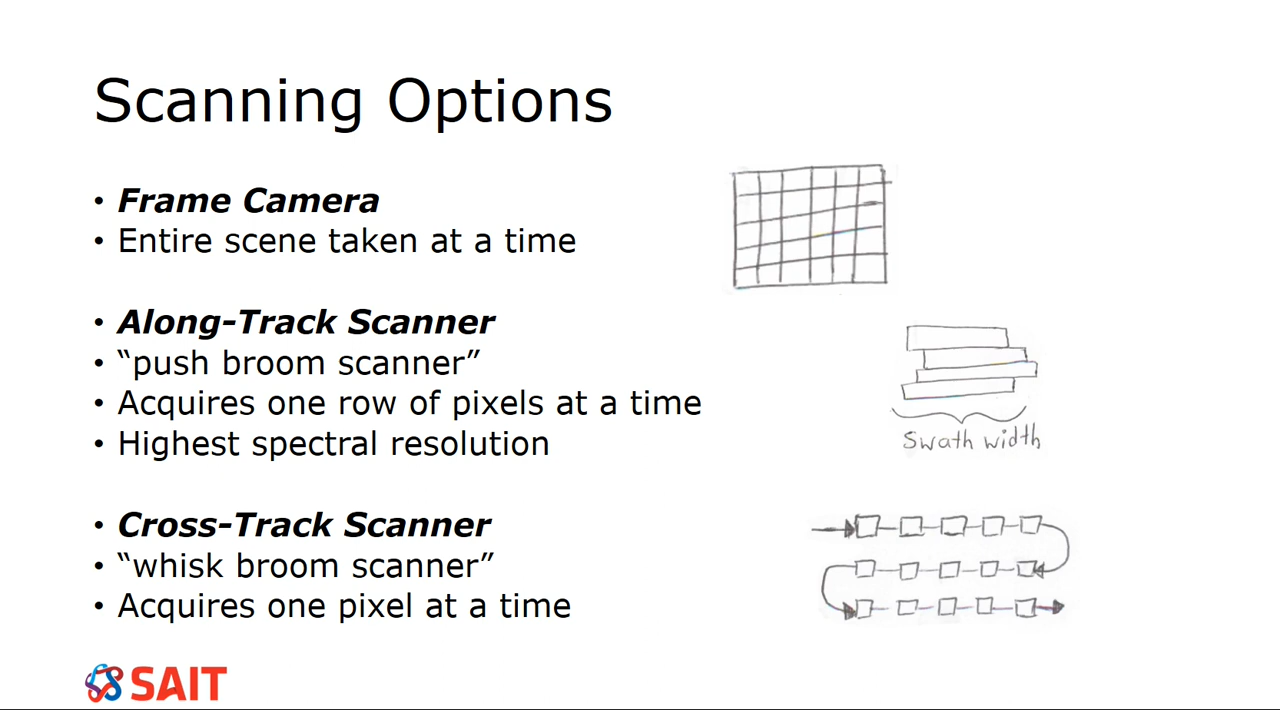 Scanning Options
• Frame Camera
• Entire scene taken at a time
• Along-Track Scanner
• “push broom scanner”
• Acquires one row of pixels at a time
• Highest spectral resolution
Swath width
• Cross-Track Scanner
• “whisk broom scanner”
• Acquires one pixel at a time
SAIT